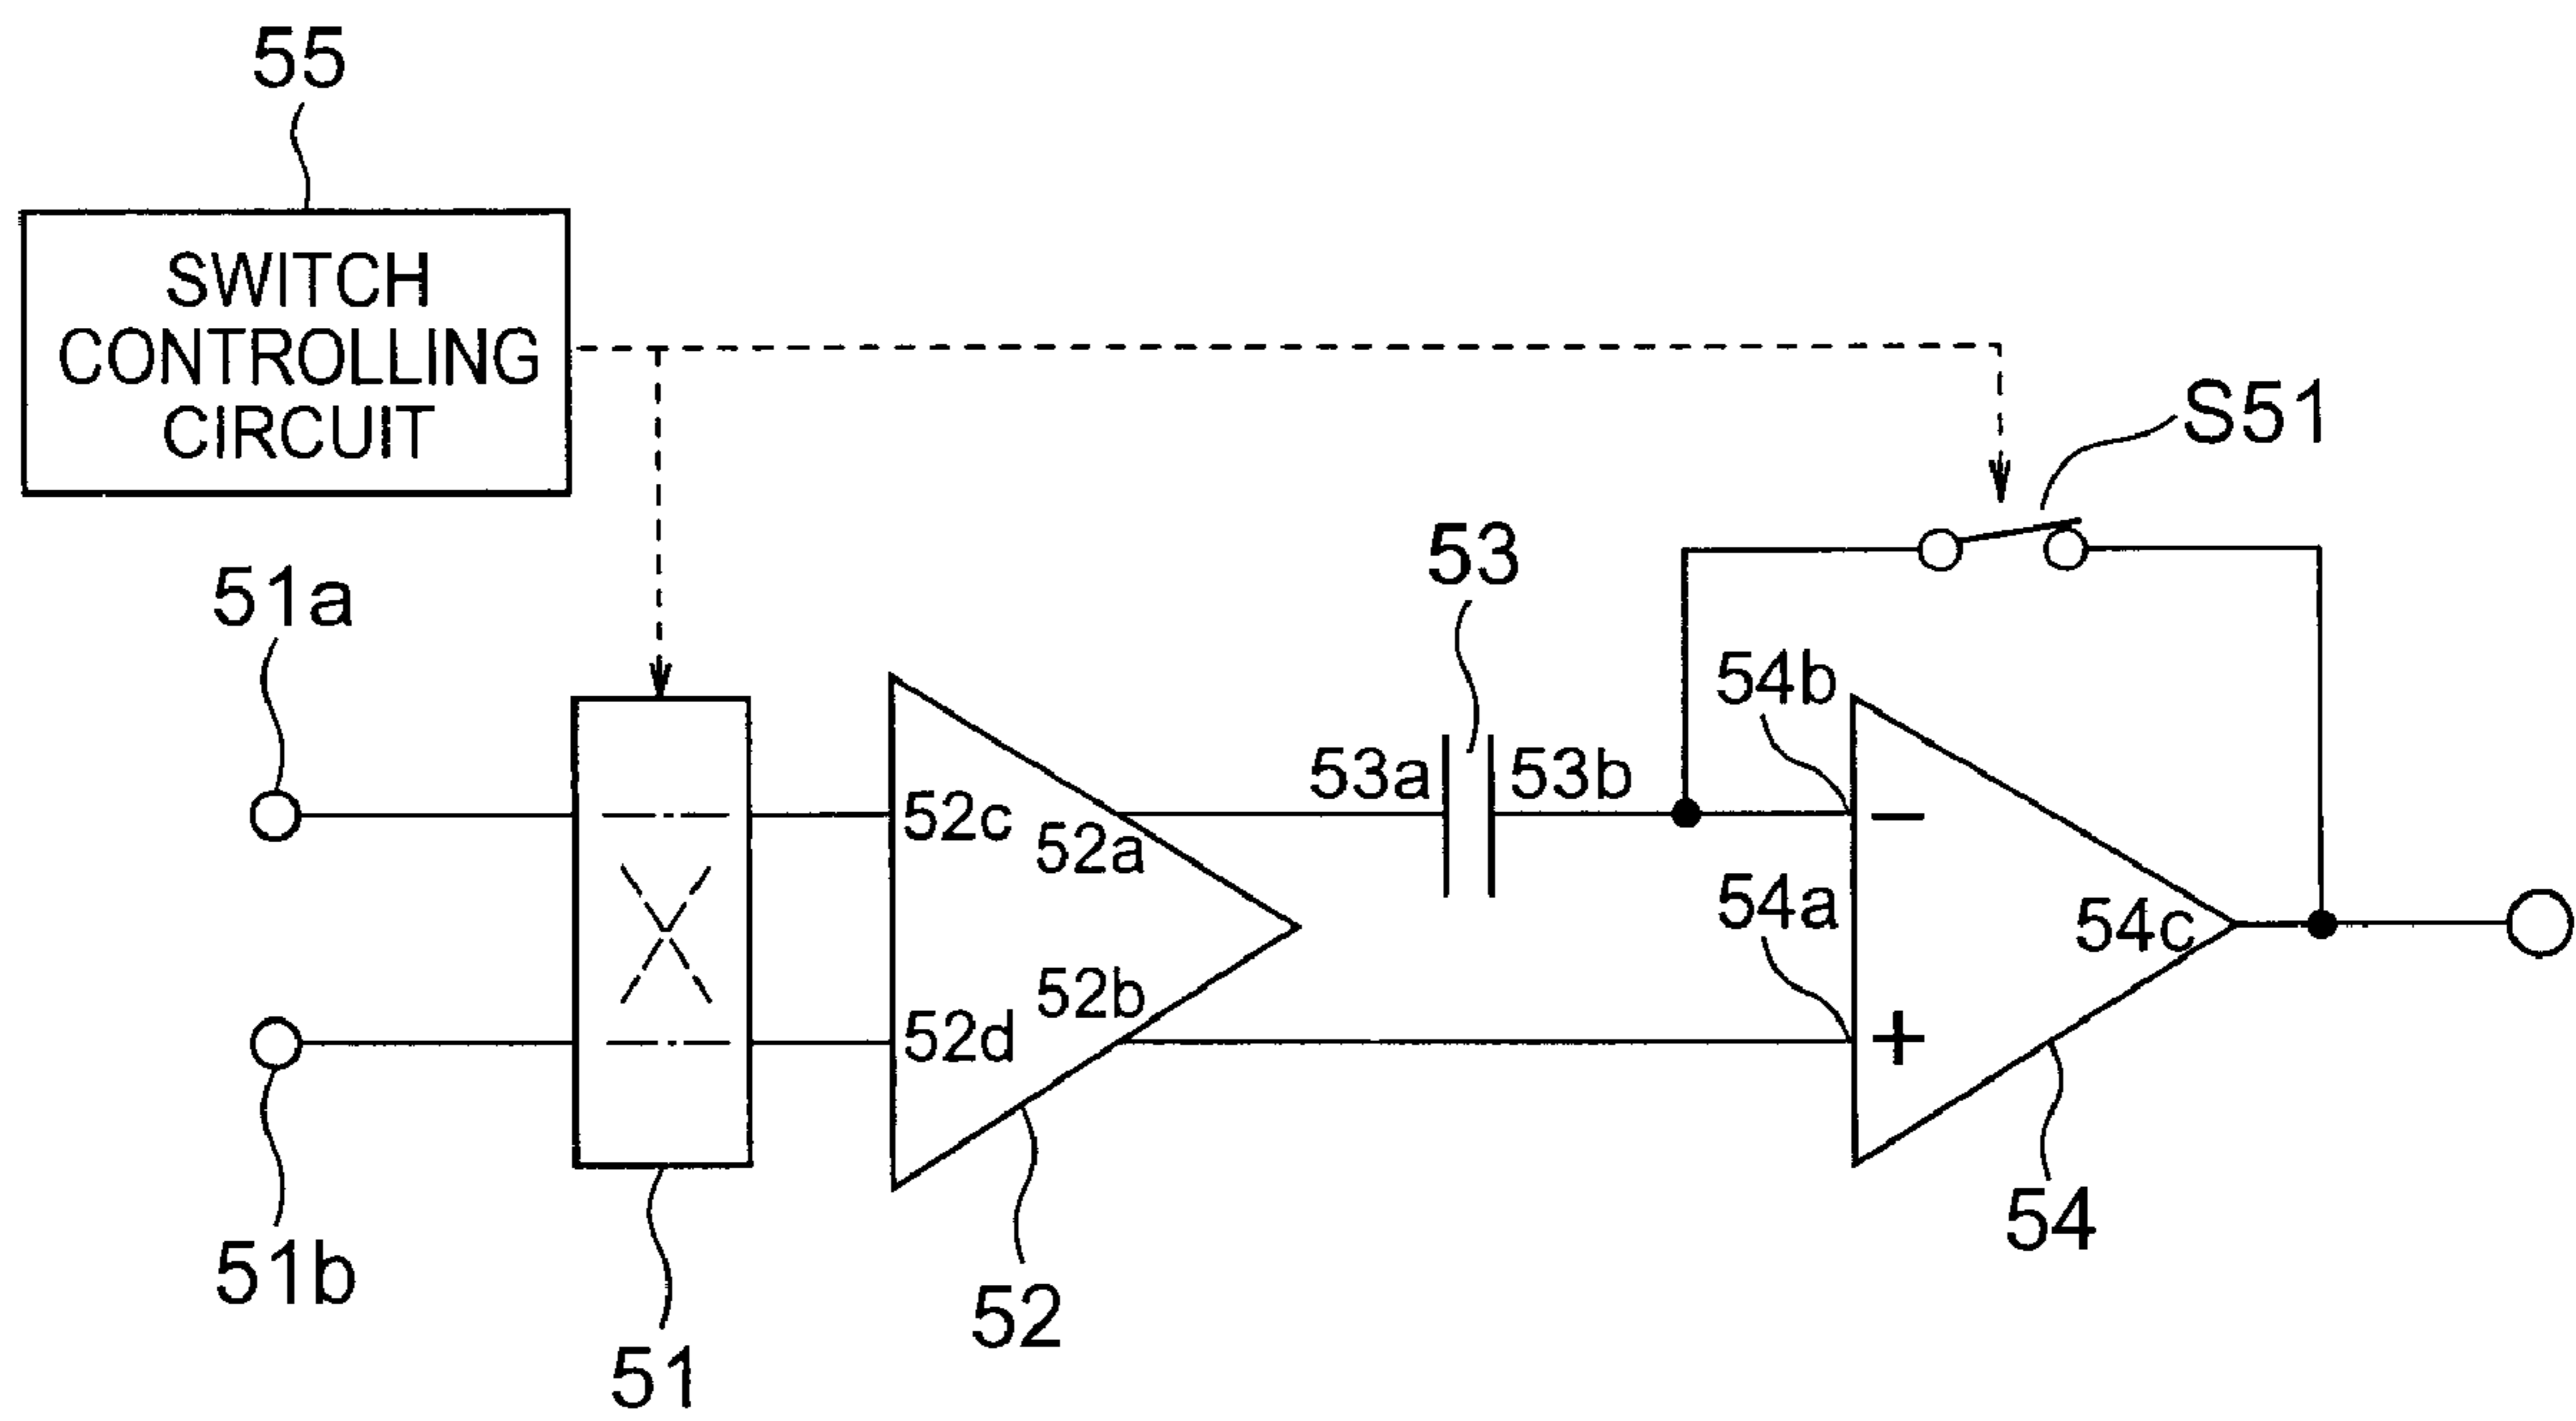 55
SWITCH
CONTROLLING
CIRCUIT
S51
51a
53
54b
53a
53b
52c
52a
54a
54c
52b
52d
51b
51
52
54
−
+